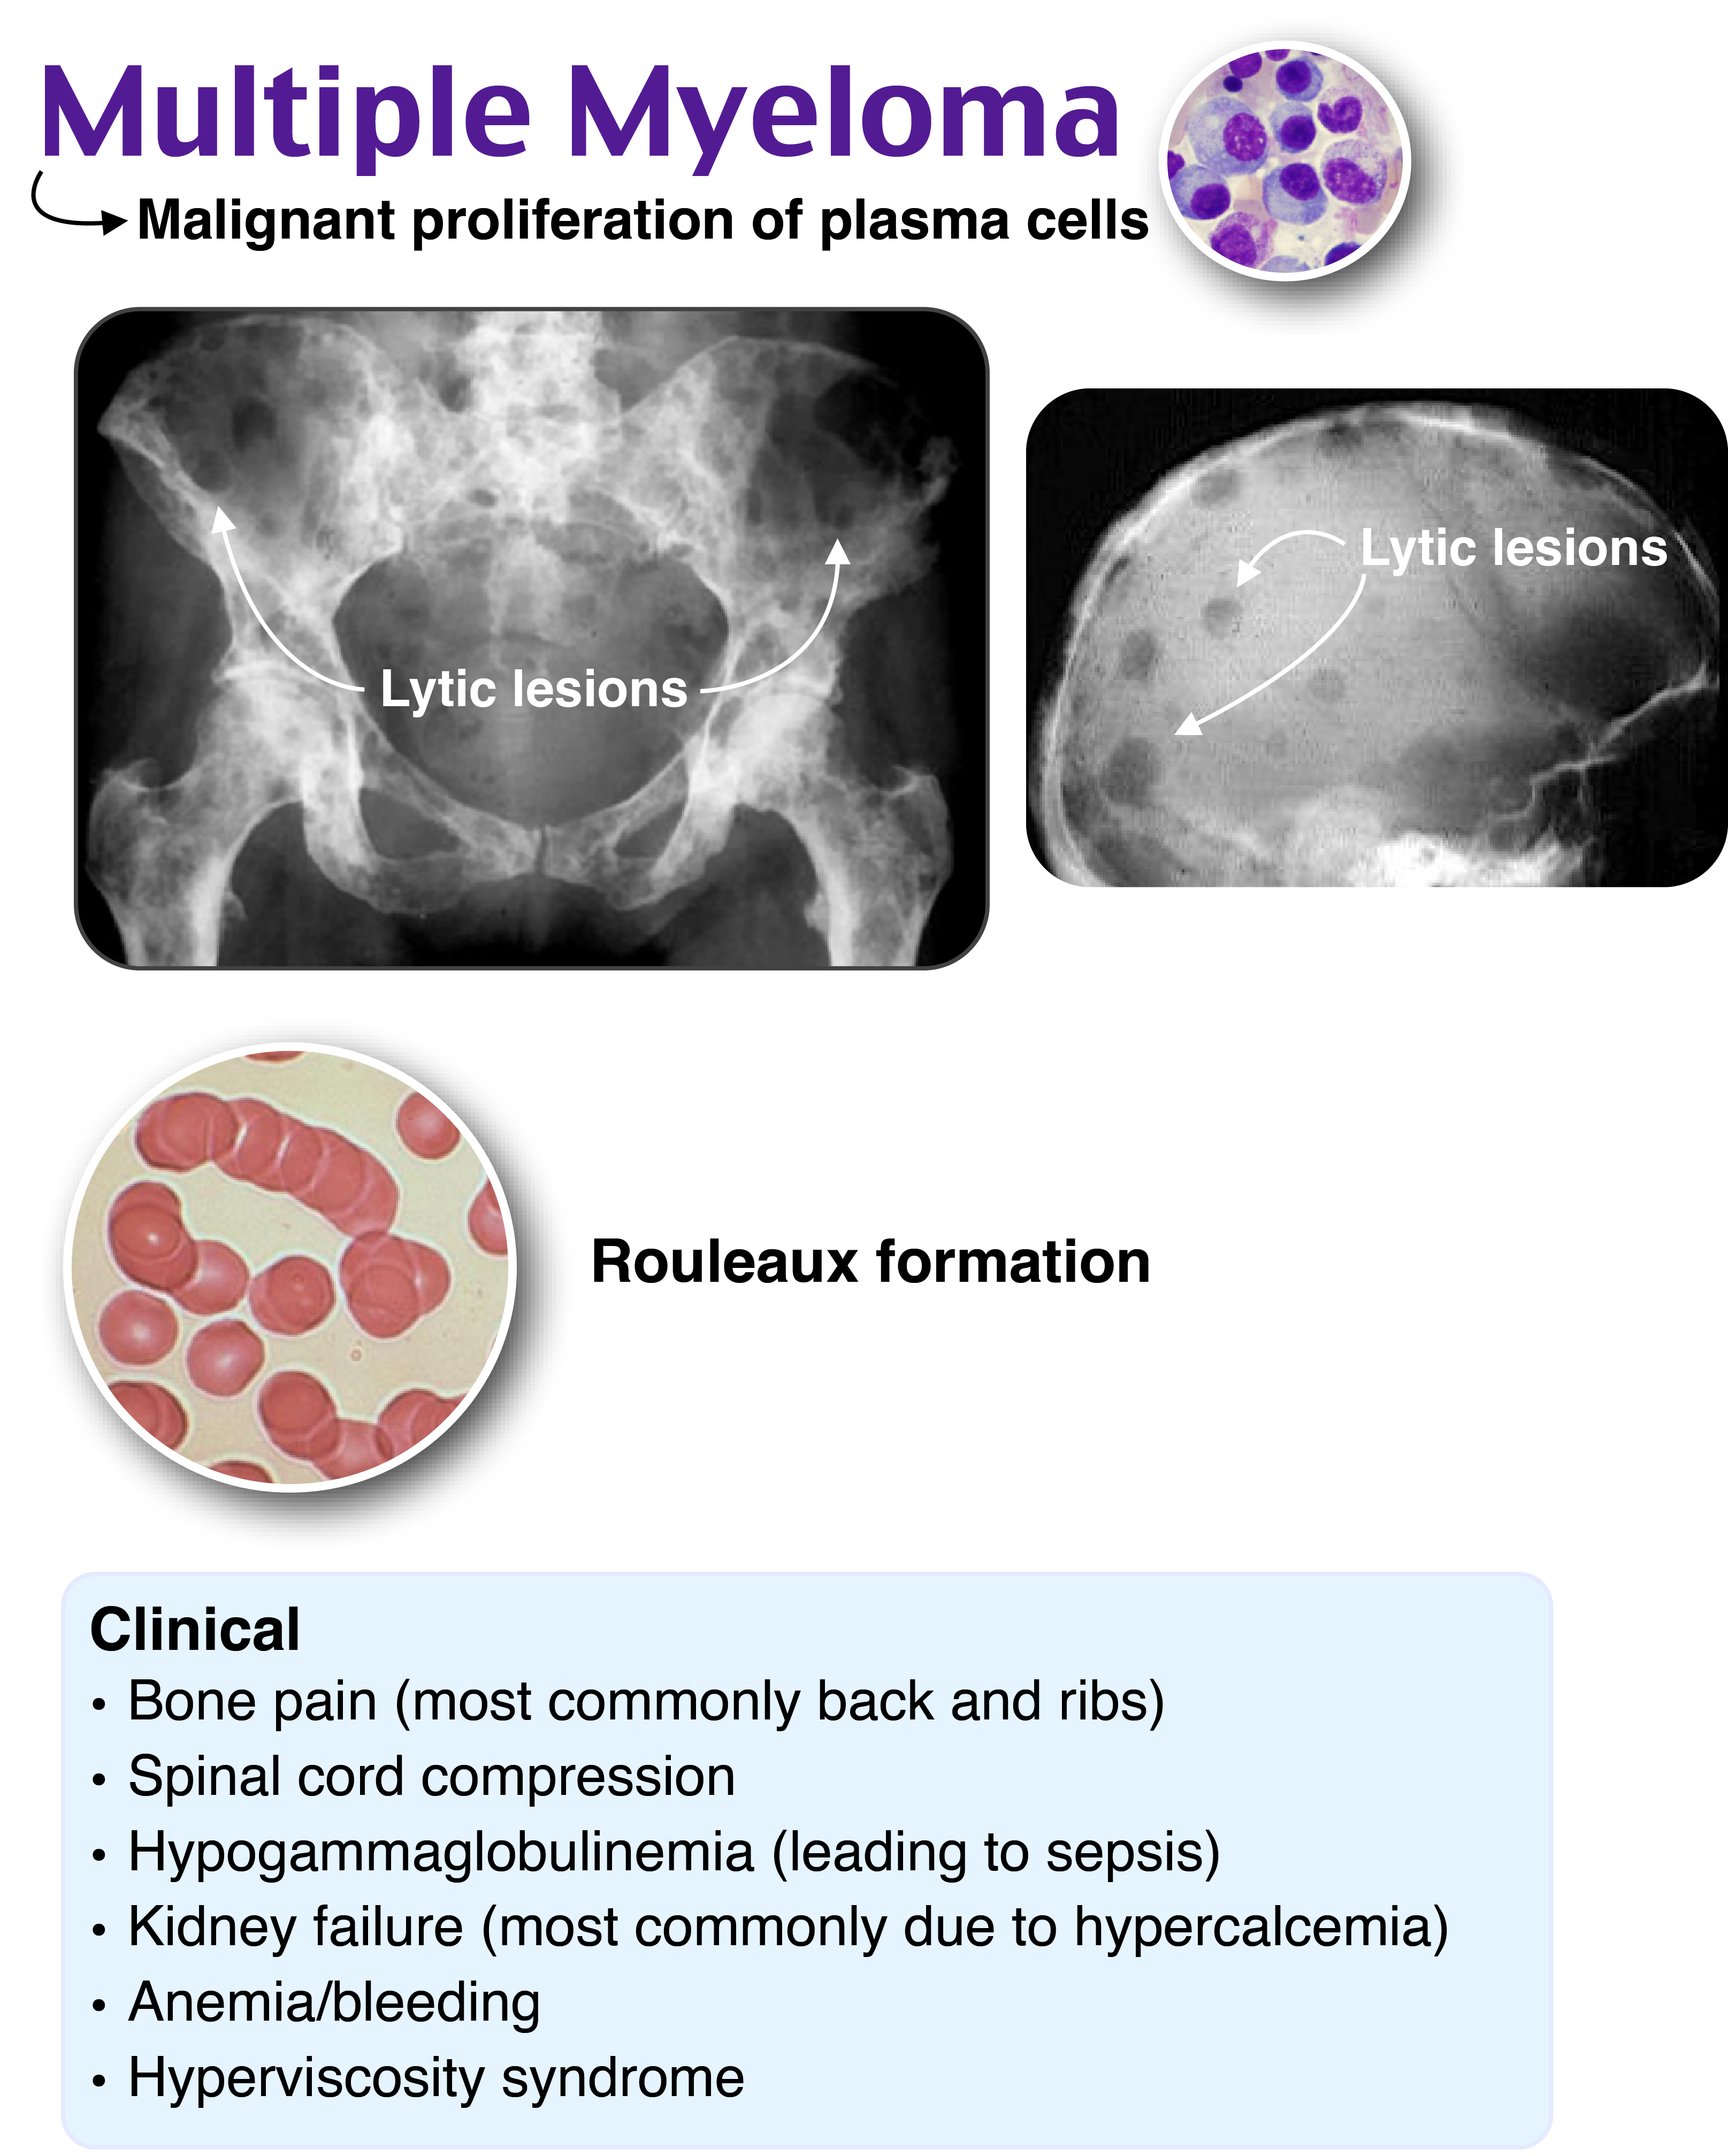 Multiple Myeloma
Malignant proliferation of plasma cells
Lytic lesions
Lytic lesions
Rouleaux formation
Clinical
• Bone pain (most commonly back and ribs)
• Spinal cord compression
• Hypogammaglobulinemia (leading to sepsis)
• Kidney failure (most commonly due to hypercalcemia)
• Anemia/bleeding
• Hyperviscosity syndrome